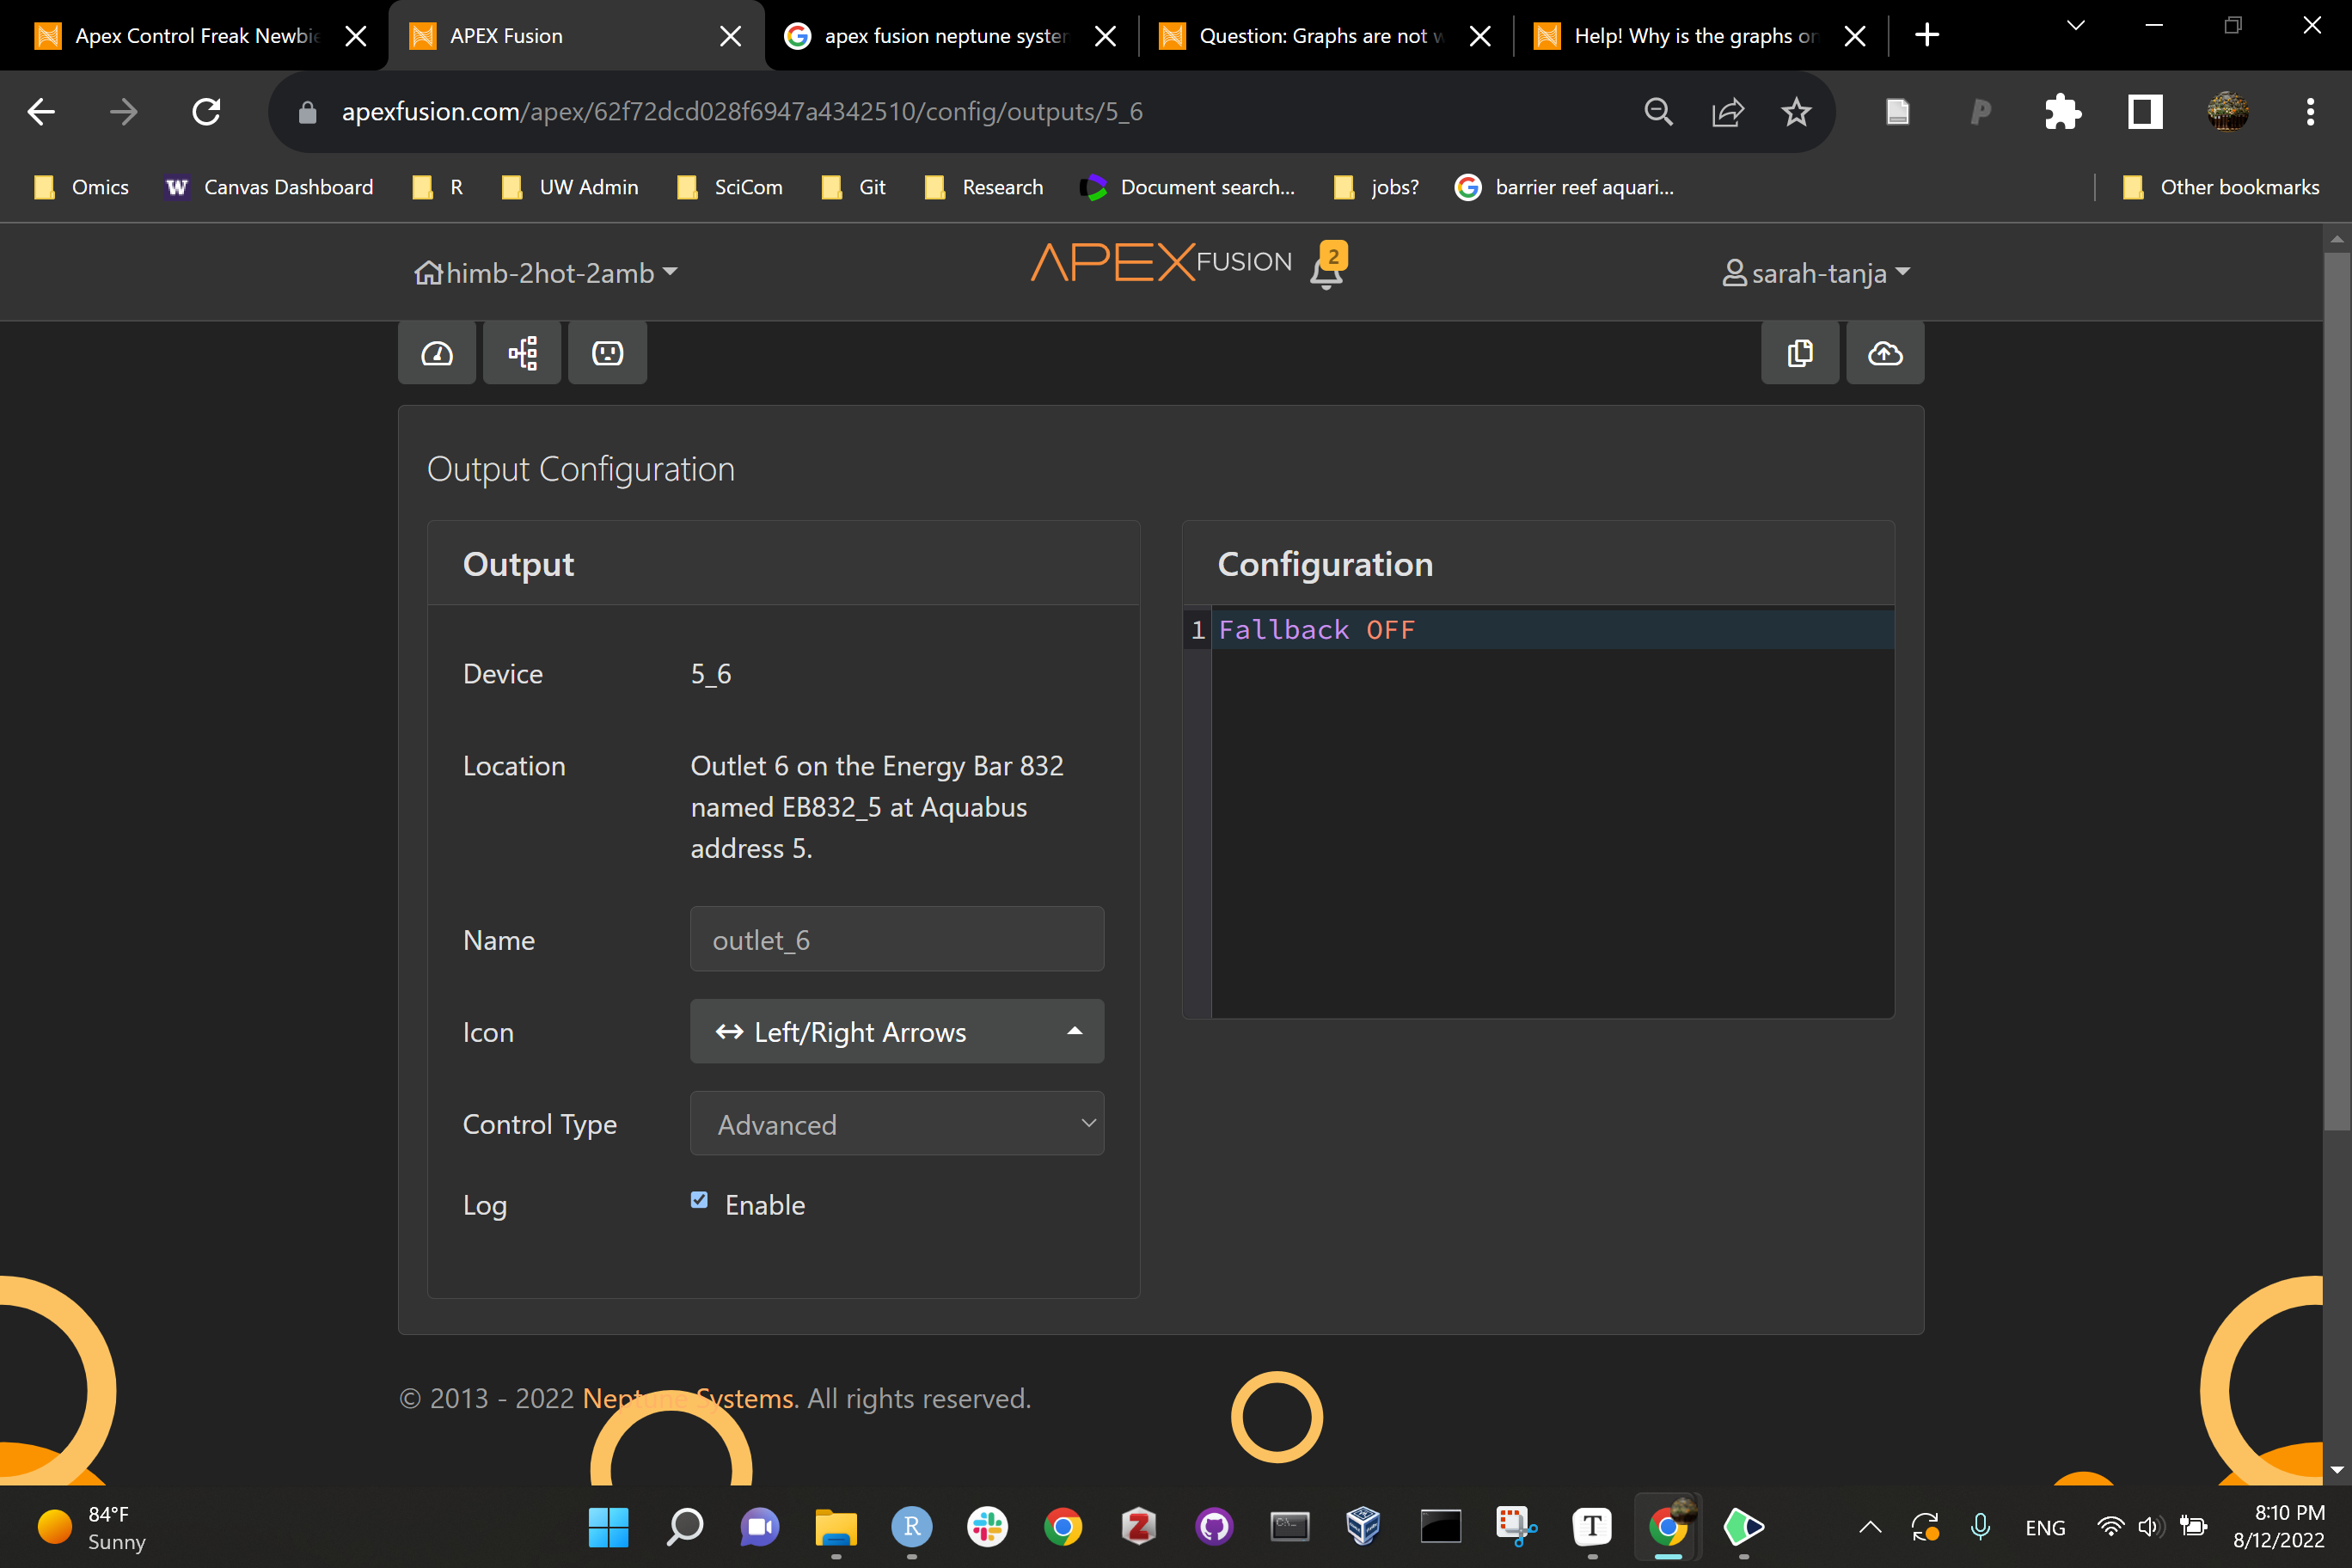 Apex Control Freak Newbie
APEX Fusion
apex fusion neptune system
Question: Graphs are not w
Help! Why is the graphs on
apexfusion.com/apex/62f72dcd028f6947a4342510/config/outputs/5_6
Omics
Canvas Dashboard
R
UW Admin
SciCom
Git
Research
Document search...
jobs?
barrier reef aquari...
Other bookmarks
himb-2hot-2amb
APEX FUSION
2
sarah-tanja
Output Configuration
Output
Configuration
1 Fallback OFF
Device
5_6
Location
Outlet 6 on the Energy Bar 832
named EB832_5 at Aquabus
address 5.
Name
outlet_6
Icon
Left/Right Arrows
Control Type
Advanced
Log
Enable
© 2013 - 2022 Neptune Systems. All rights reserved.
84°F
Sunny
ENG
8:10 PM
8/12/2022